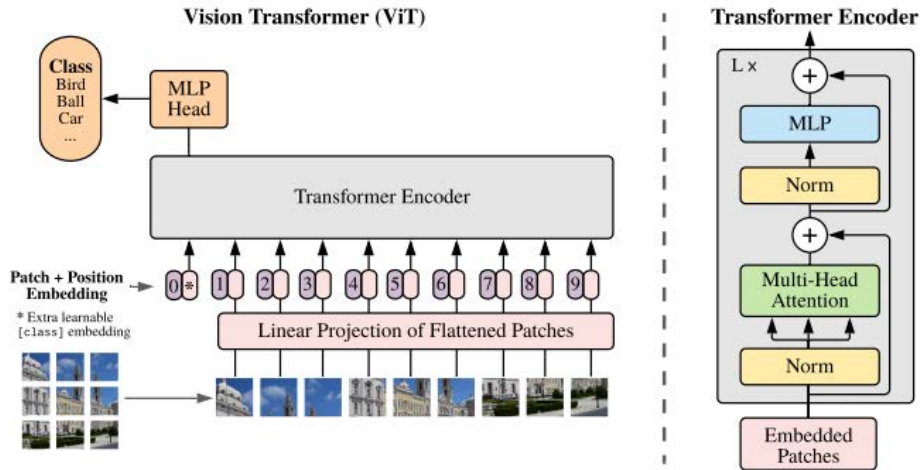 Vision Transformer (ViT)
Class
Bird
Ball
Car
...
MLP
Head
Transformer Encoder
0 * 1 2 3 4 5 6 7 8 9
Patch + Position
Embedding
* Extra learnable
[class] embedding
Linear Projection of Flattened Patches
Transformer Encoder
L ×
+
MLP
Norm
+
Multi-Head
Attention
Norm
Embedded
Patches